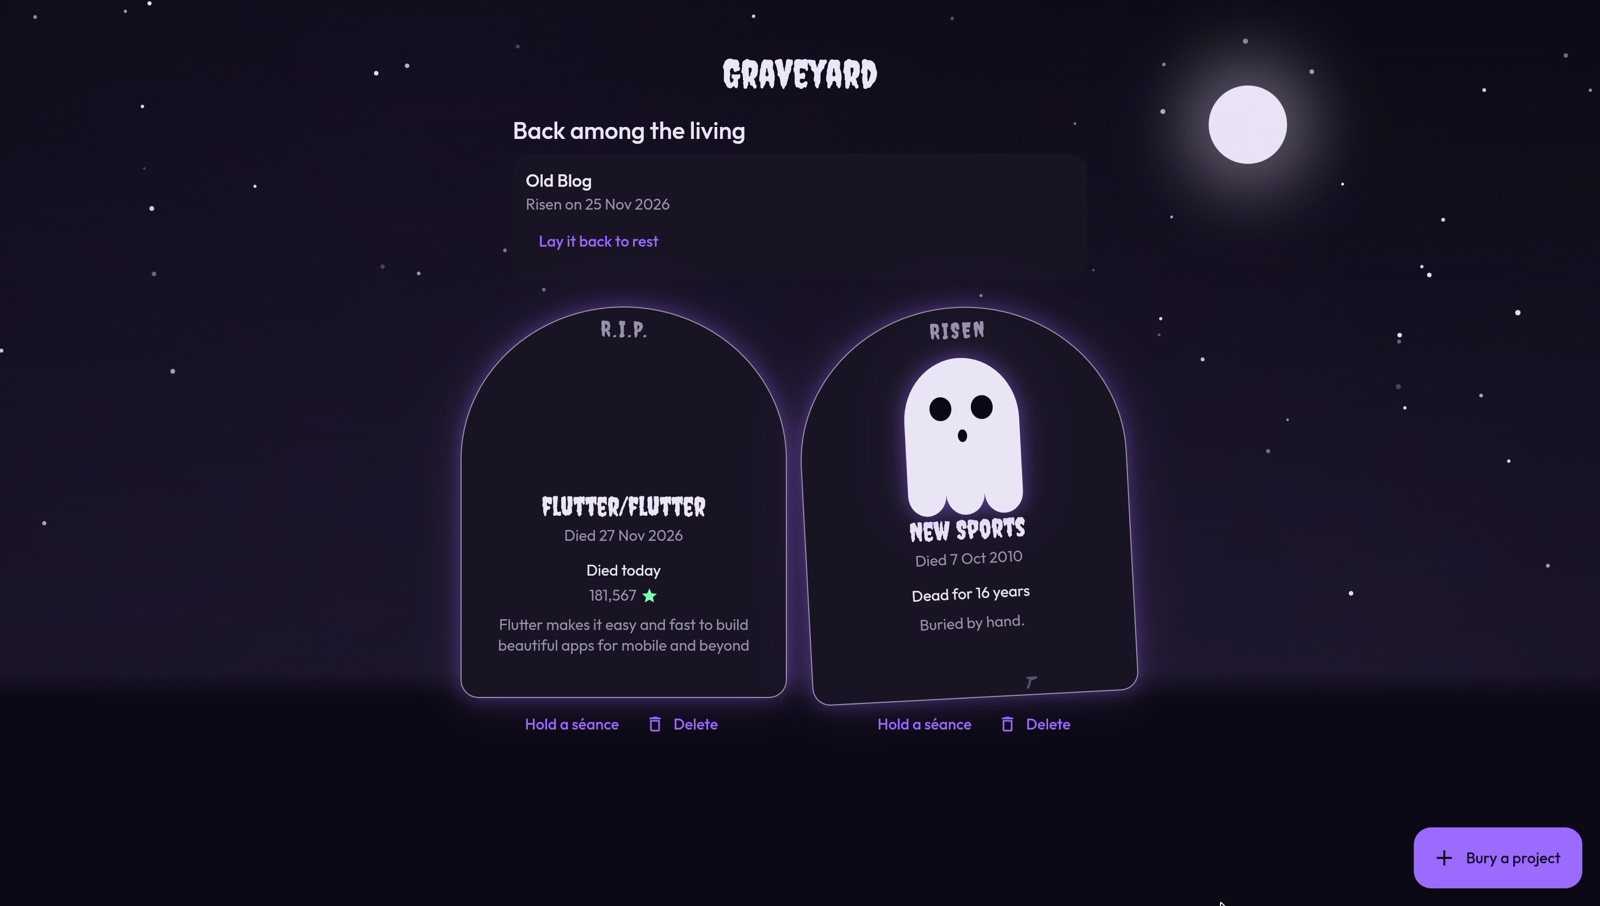 GRAVEYARD
Back among the living
Old Blog
Risen on 25 Nov 2026
Lay it back to rest
R.I.P.
FLUTTER/FLUTTER
Died 27 Nov 2026
Died today
181,567
Flutter makes it easy and fast to build
beautiful apps for mobile and beyond
Hold a séance
Delete
RISEN
NEW SPORTS
Died 7 Oct 2010
Dead for 16 years
Buried by hand.
Hold a séance
Delete
Bury a project